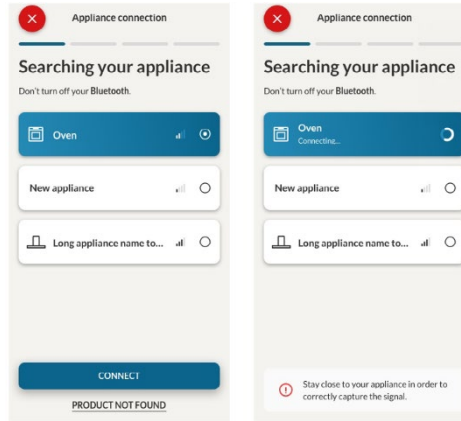 Appliance connection
Searching your appliance
Don't turn off your Bluetooth.
Oven
New appliance
Long appliance name to...
CONNECT
PRODUCT NOT FOUND
Appliance connection
Searching your appliance
Don't turn off your Bluetooth.
Oven
Connecting...
New appliance
Long appliance name to...
Stay close to your appliance in order to
correctly capture the signal.